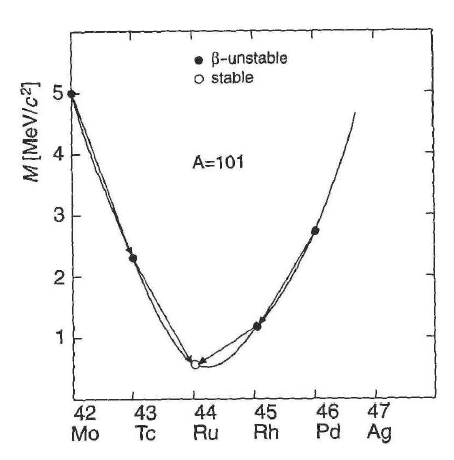 β-unstable
stable
M [MeV/c²]
5
4
3
2
1
A=101
42 43 44 45 46 47
Mo Tc Ru Rh Pd Ag